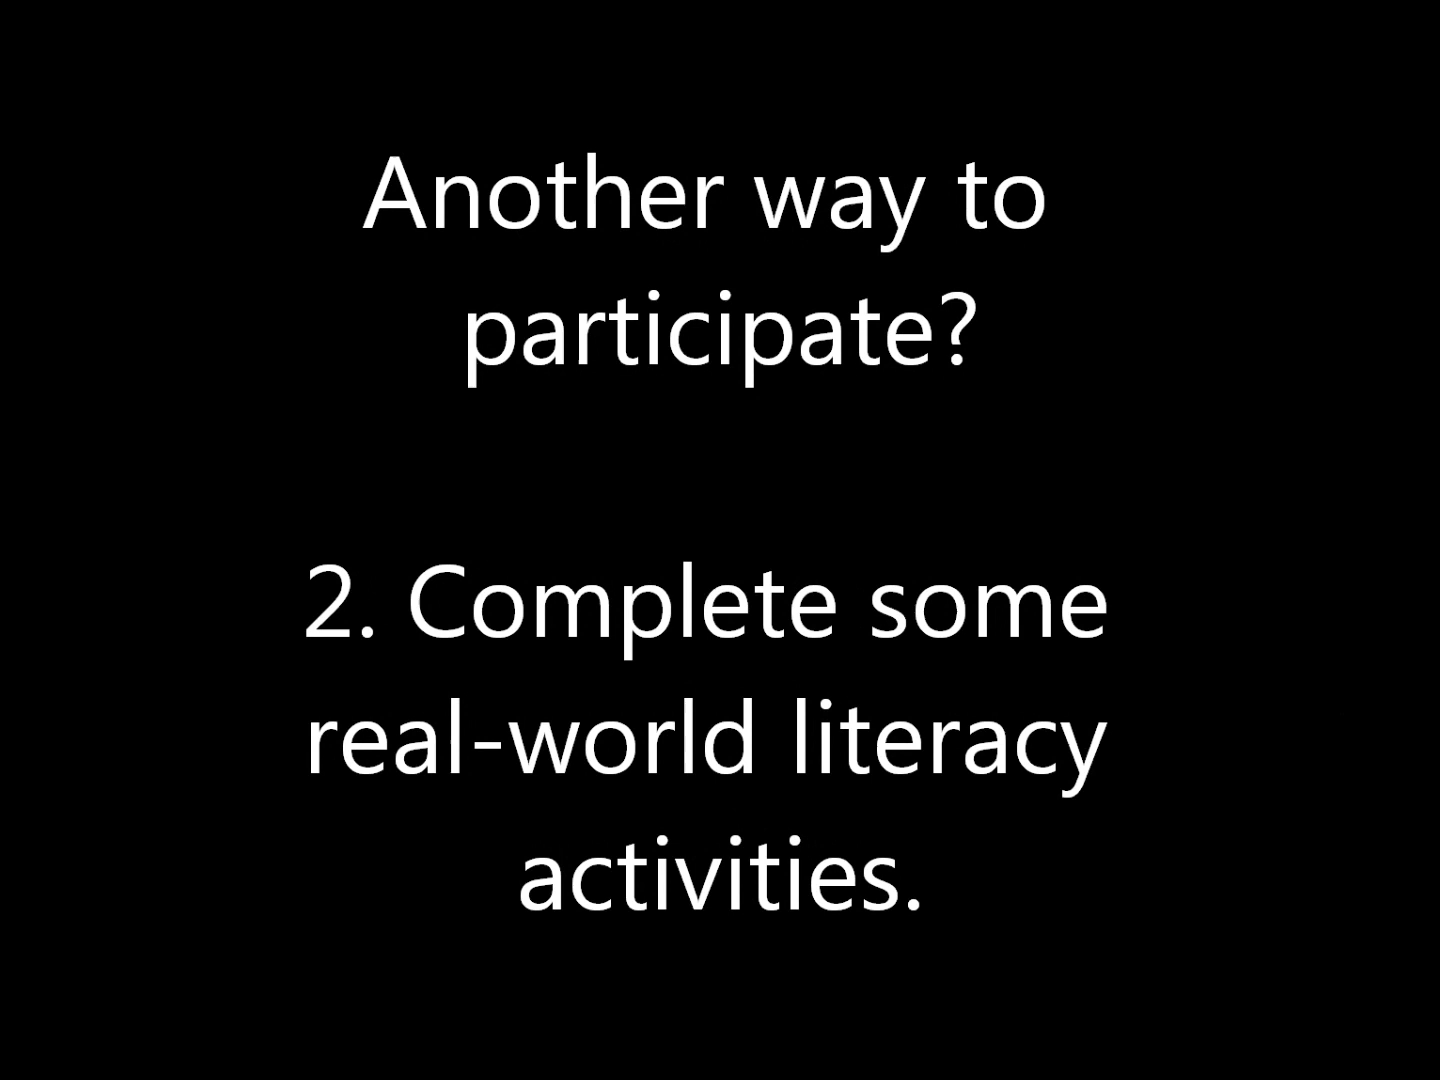 Another way to
participate?
2. Complete some
real-world literacy
activities.